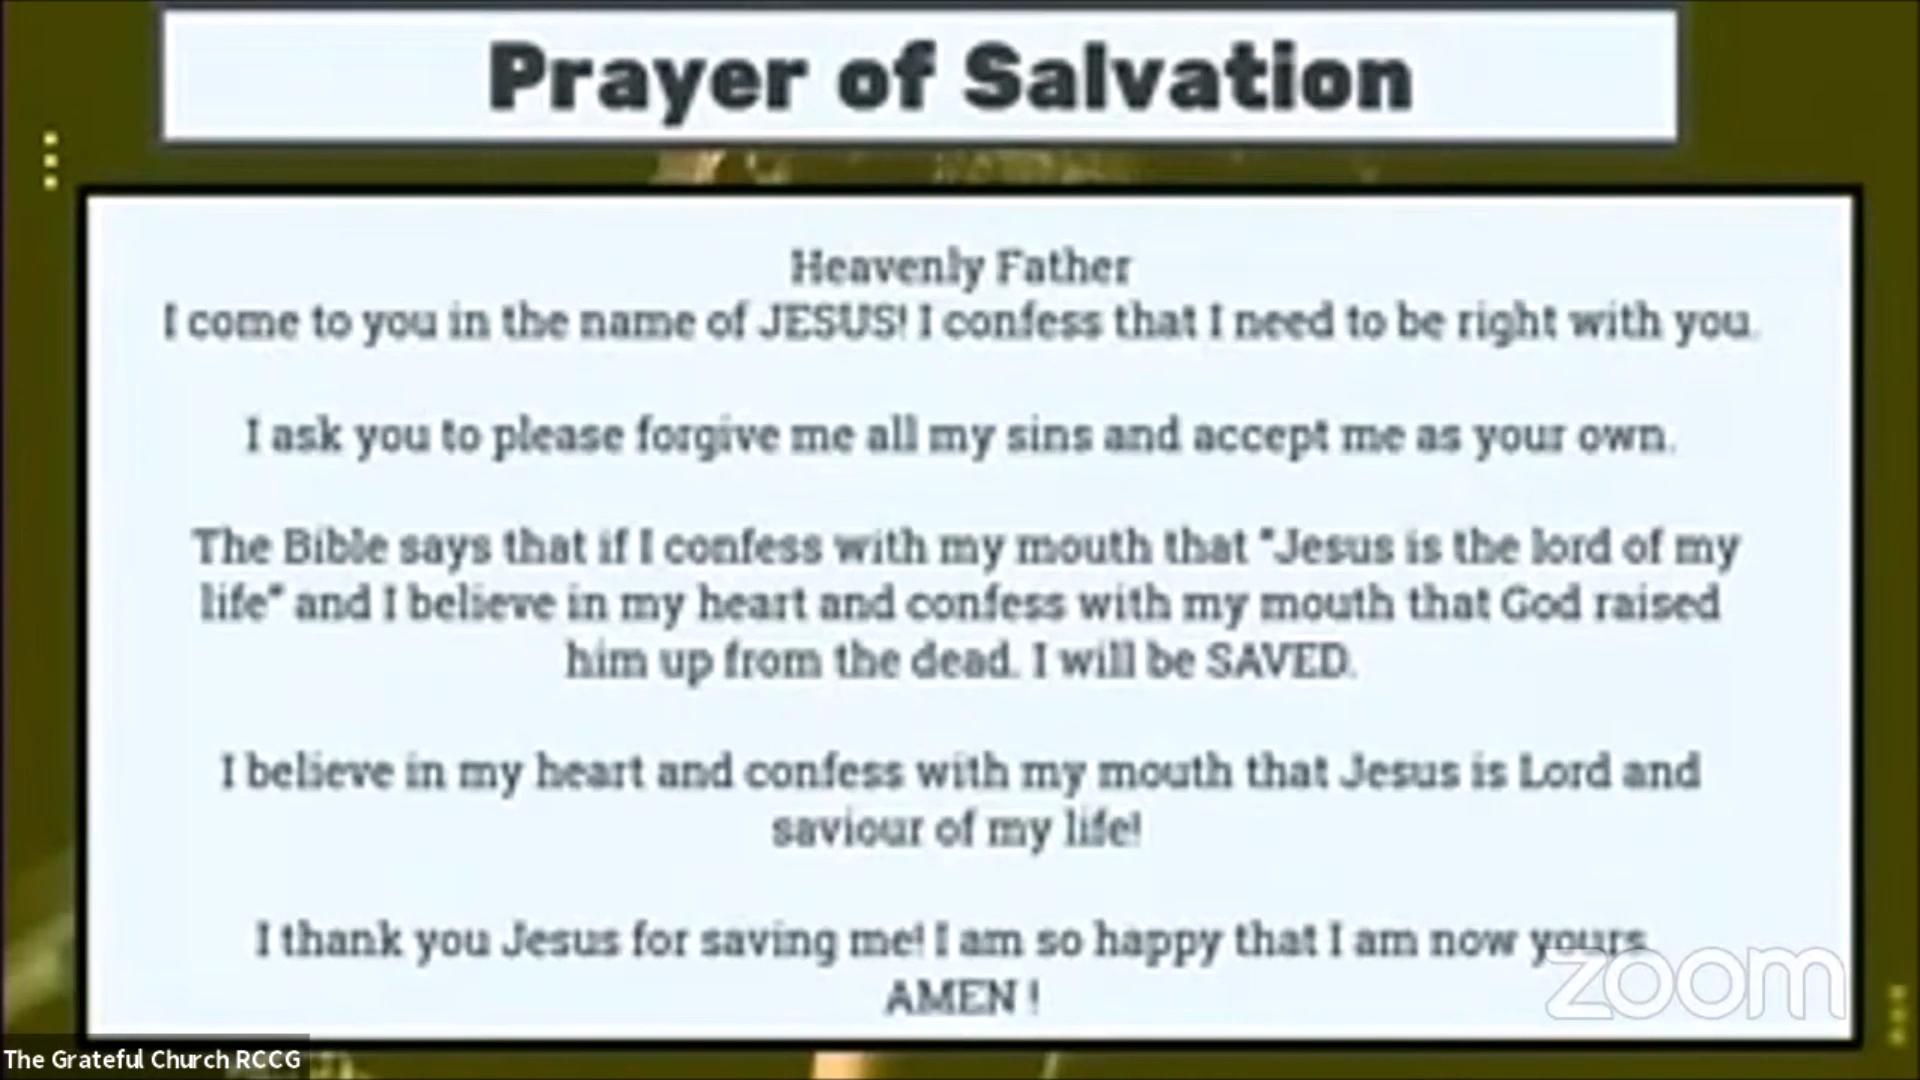 Prayer of Salvation
Heavenly Father
I come to you in the name of JESUS! I confess that I need to be right with you.
I ask you to please forgive me all my sins and accept me as your own.
The Bible says that if I confess with my mouth that "Jesus is the lord of my
life" and I believe in my heart and confess with my mouth that God raised
him up from the dead. I will be SAVED.
I believe in my heart and confess with my mouth that Jesus is Lord and
saviour of my life!
I thank you Jesus for saving me! I am so happy that I am now yours
AMEN !
zoom
The Grateful Church RCCG